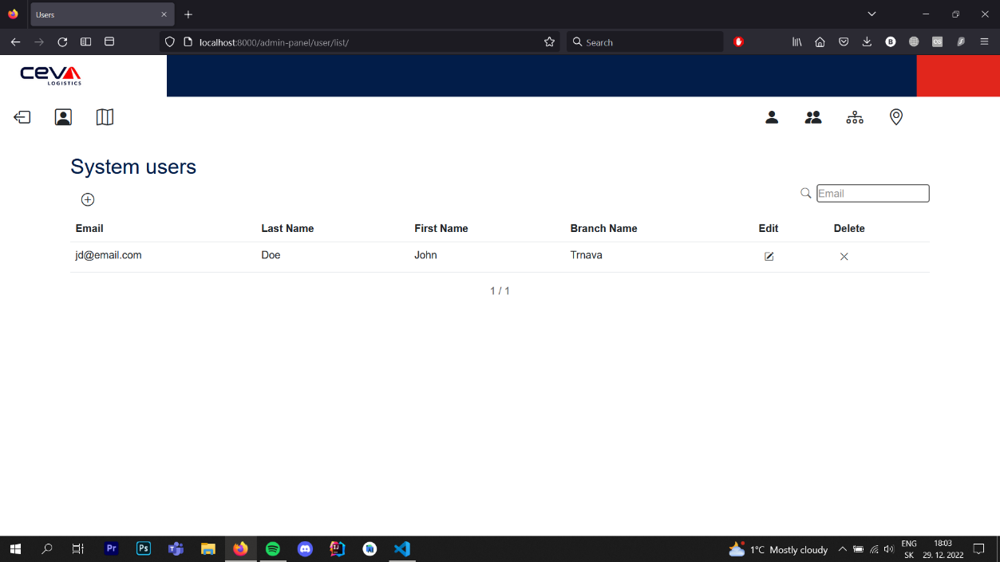 Users
localhost:8000/admin-panel/user/list/
Search
CEVA
LOGISTICS
System users
Email
Email Last Name First Name Branch Name Edit Delete
jd@email.com Doe John Trnava
1 / 1
Pr Ps 1°C Mostly cloudy ENG SK 18:03 29. 12. 2022